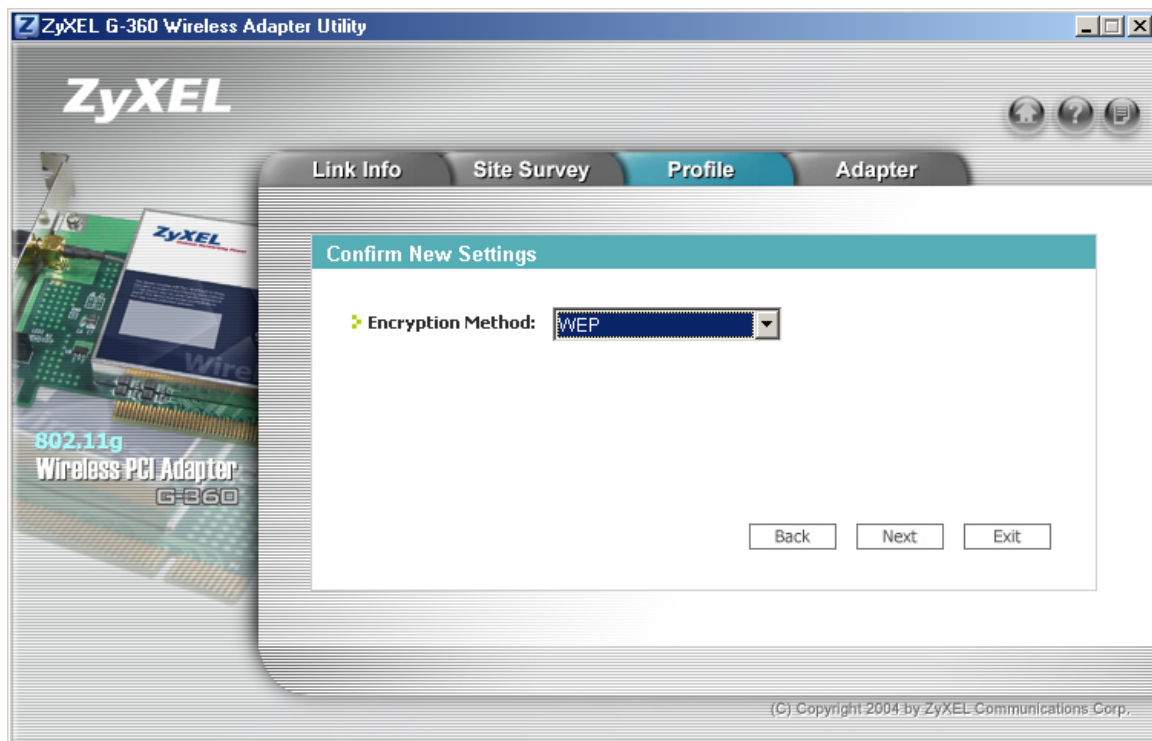 ZyXEL G-360 Wireless Adapter Utility
ZyXEL
Link Info
Site Survey
Profile
Adapter
ZyXEL
Wire
802.11g
Wireless PCI Adapter
G-360
Confirm New Settings
Encryption Method:
WEP
Back
Next
Exit
(C) Copyright 2004 by ZyXEL Communications Corp.